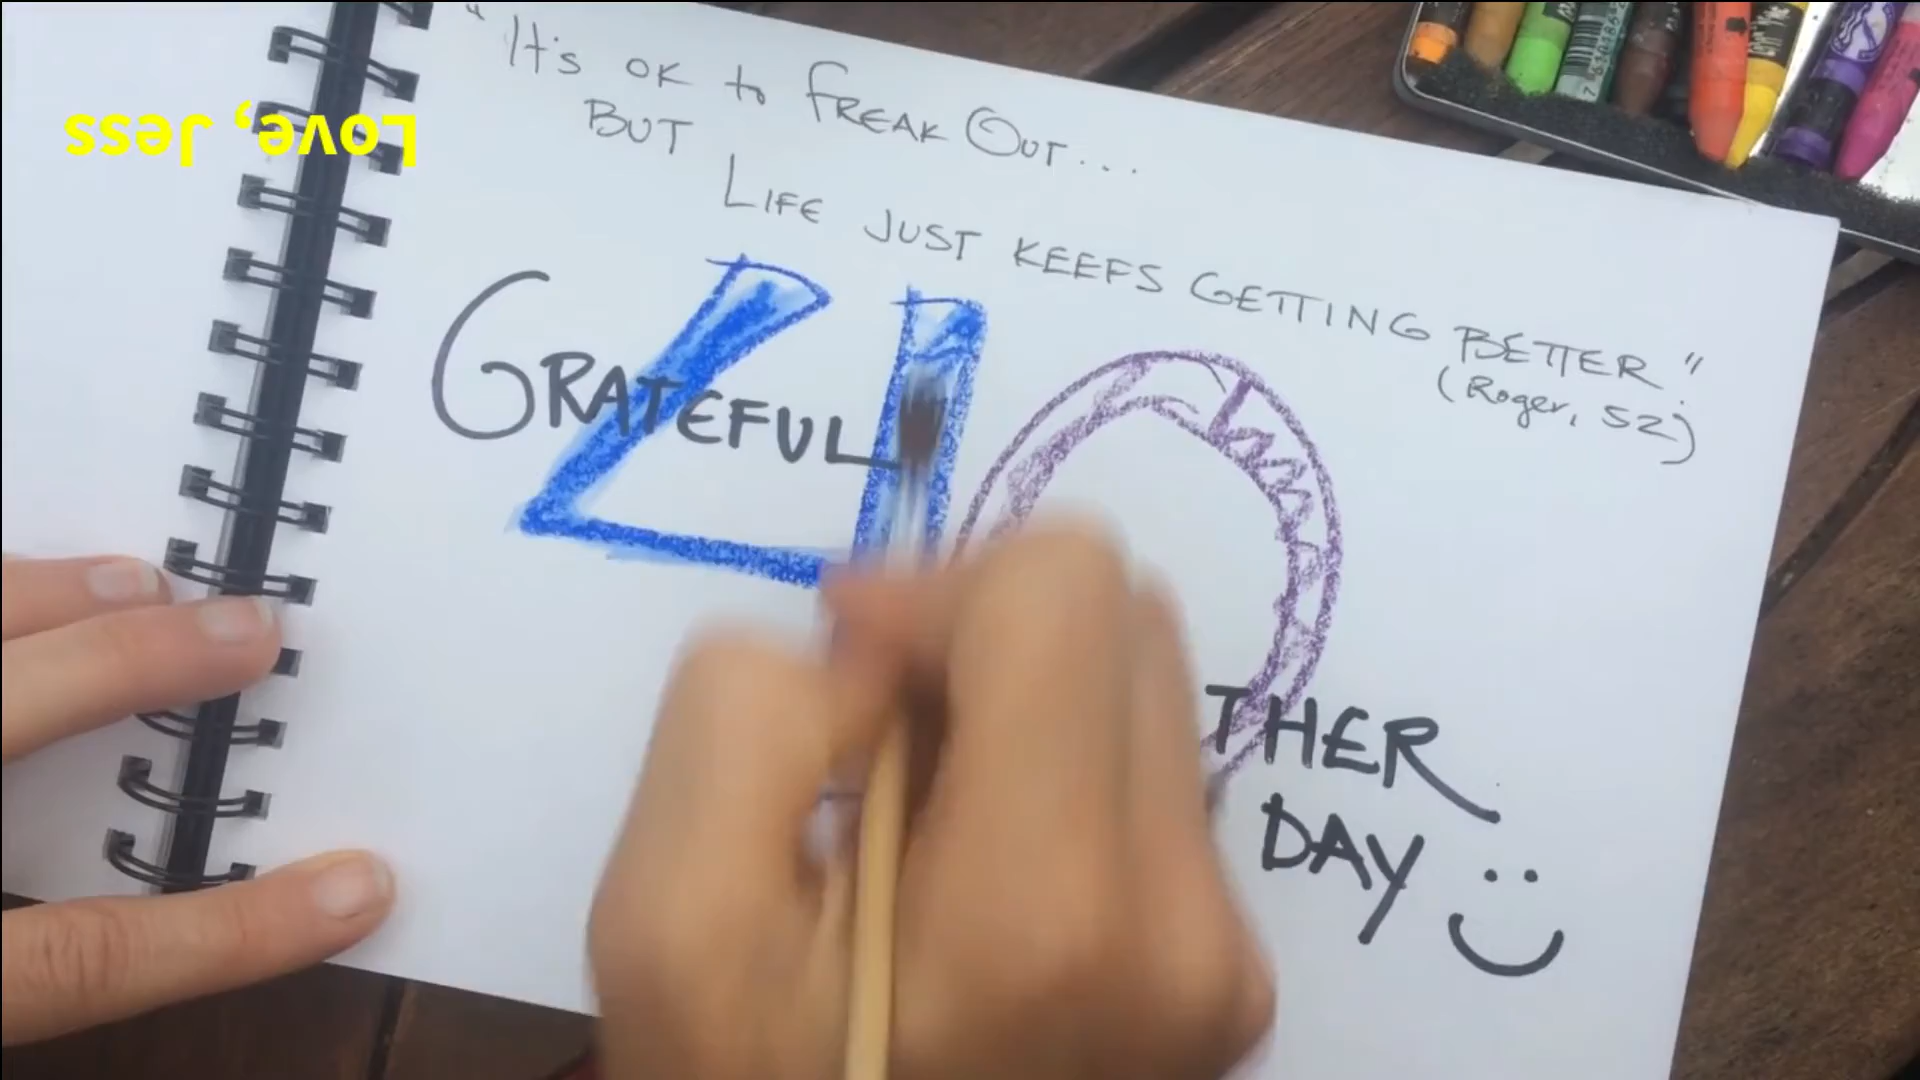 Love, Jess
"It's OK to FREAK OUT....
BUT
LIFE JUST KEEPS GETTING BETTER"
(Roger, 52)
GRATEFUL
40
THER
DAY